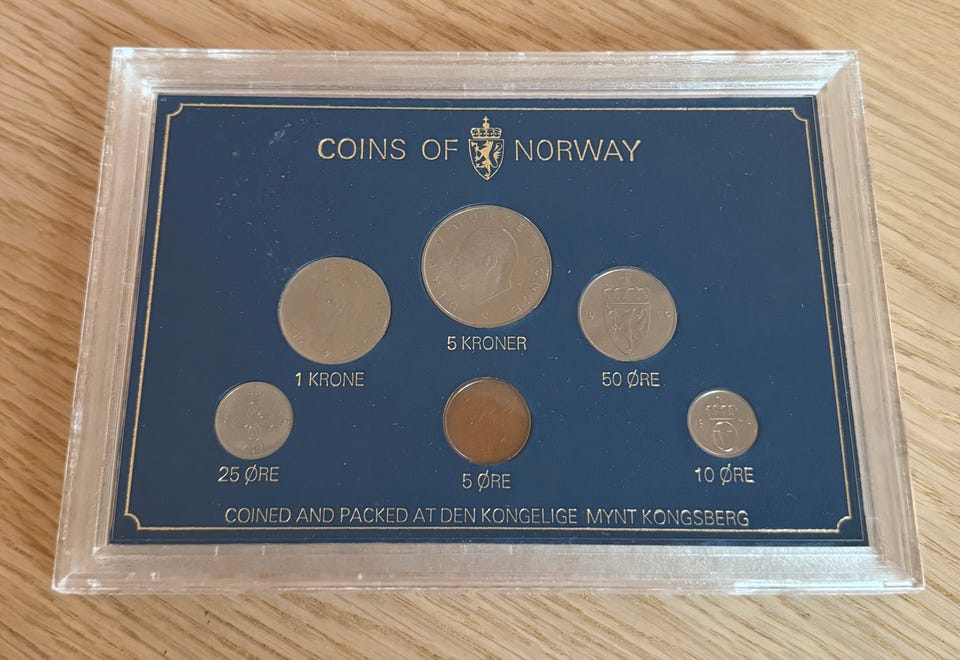 COINS OF NORWAY
5 KRONER
1 KRONE
50 ØRE
25 ØRE
5 ØRE
10 ØRE
COINED AND PACKED AT DEN KONGELIGE MYNT KONGSBERG